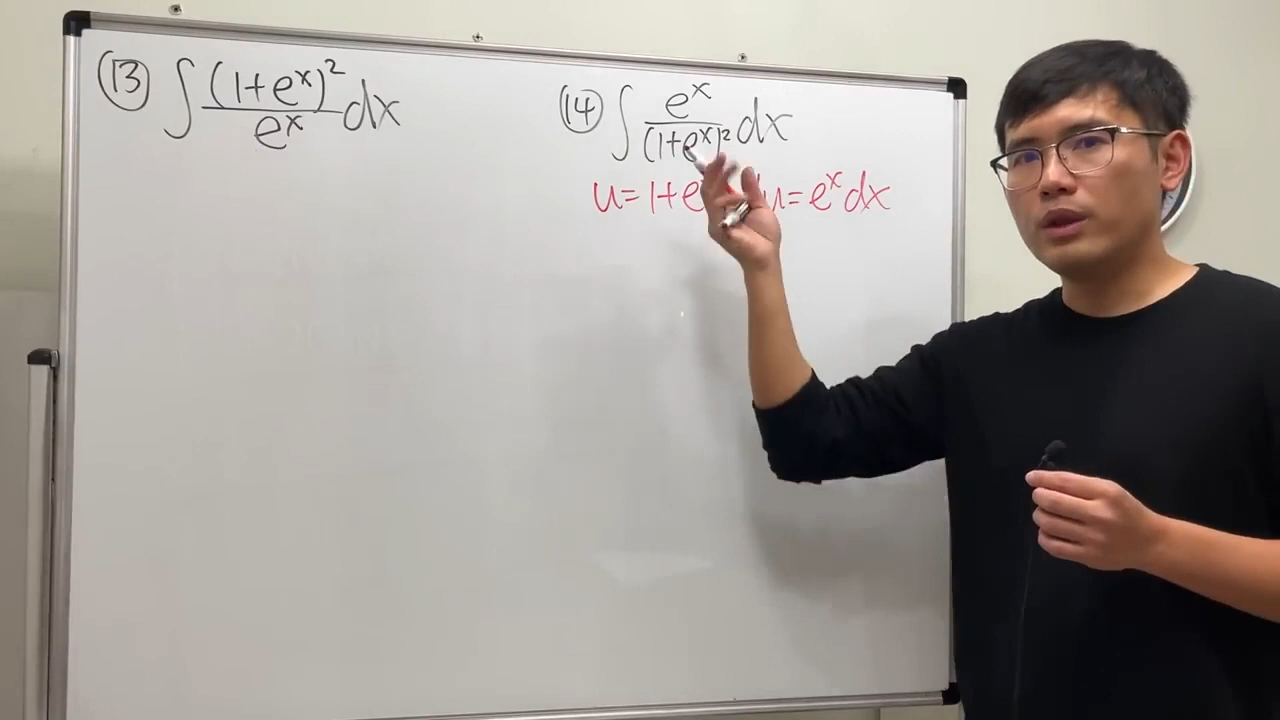 ⑬ ∫ (1+e^x)^2 / e^x dx
⑭ ∫ e^x / (1+e^x)^2 dx
u=1+e u=e^x dx